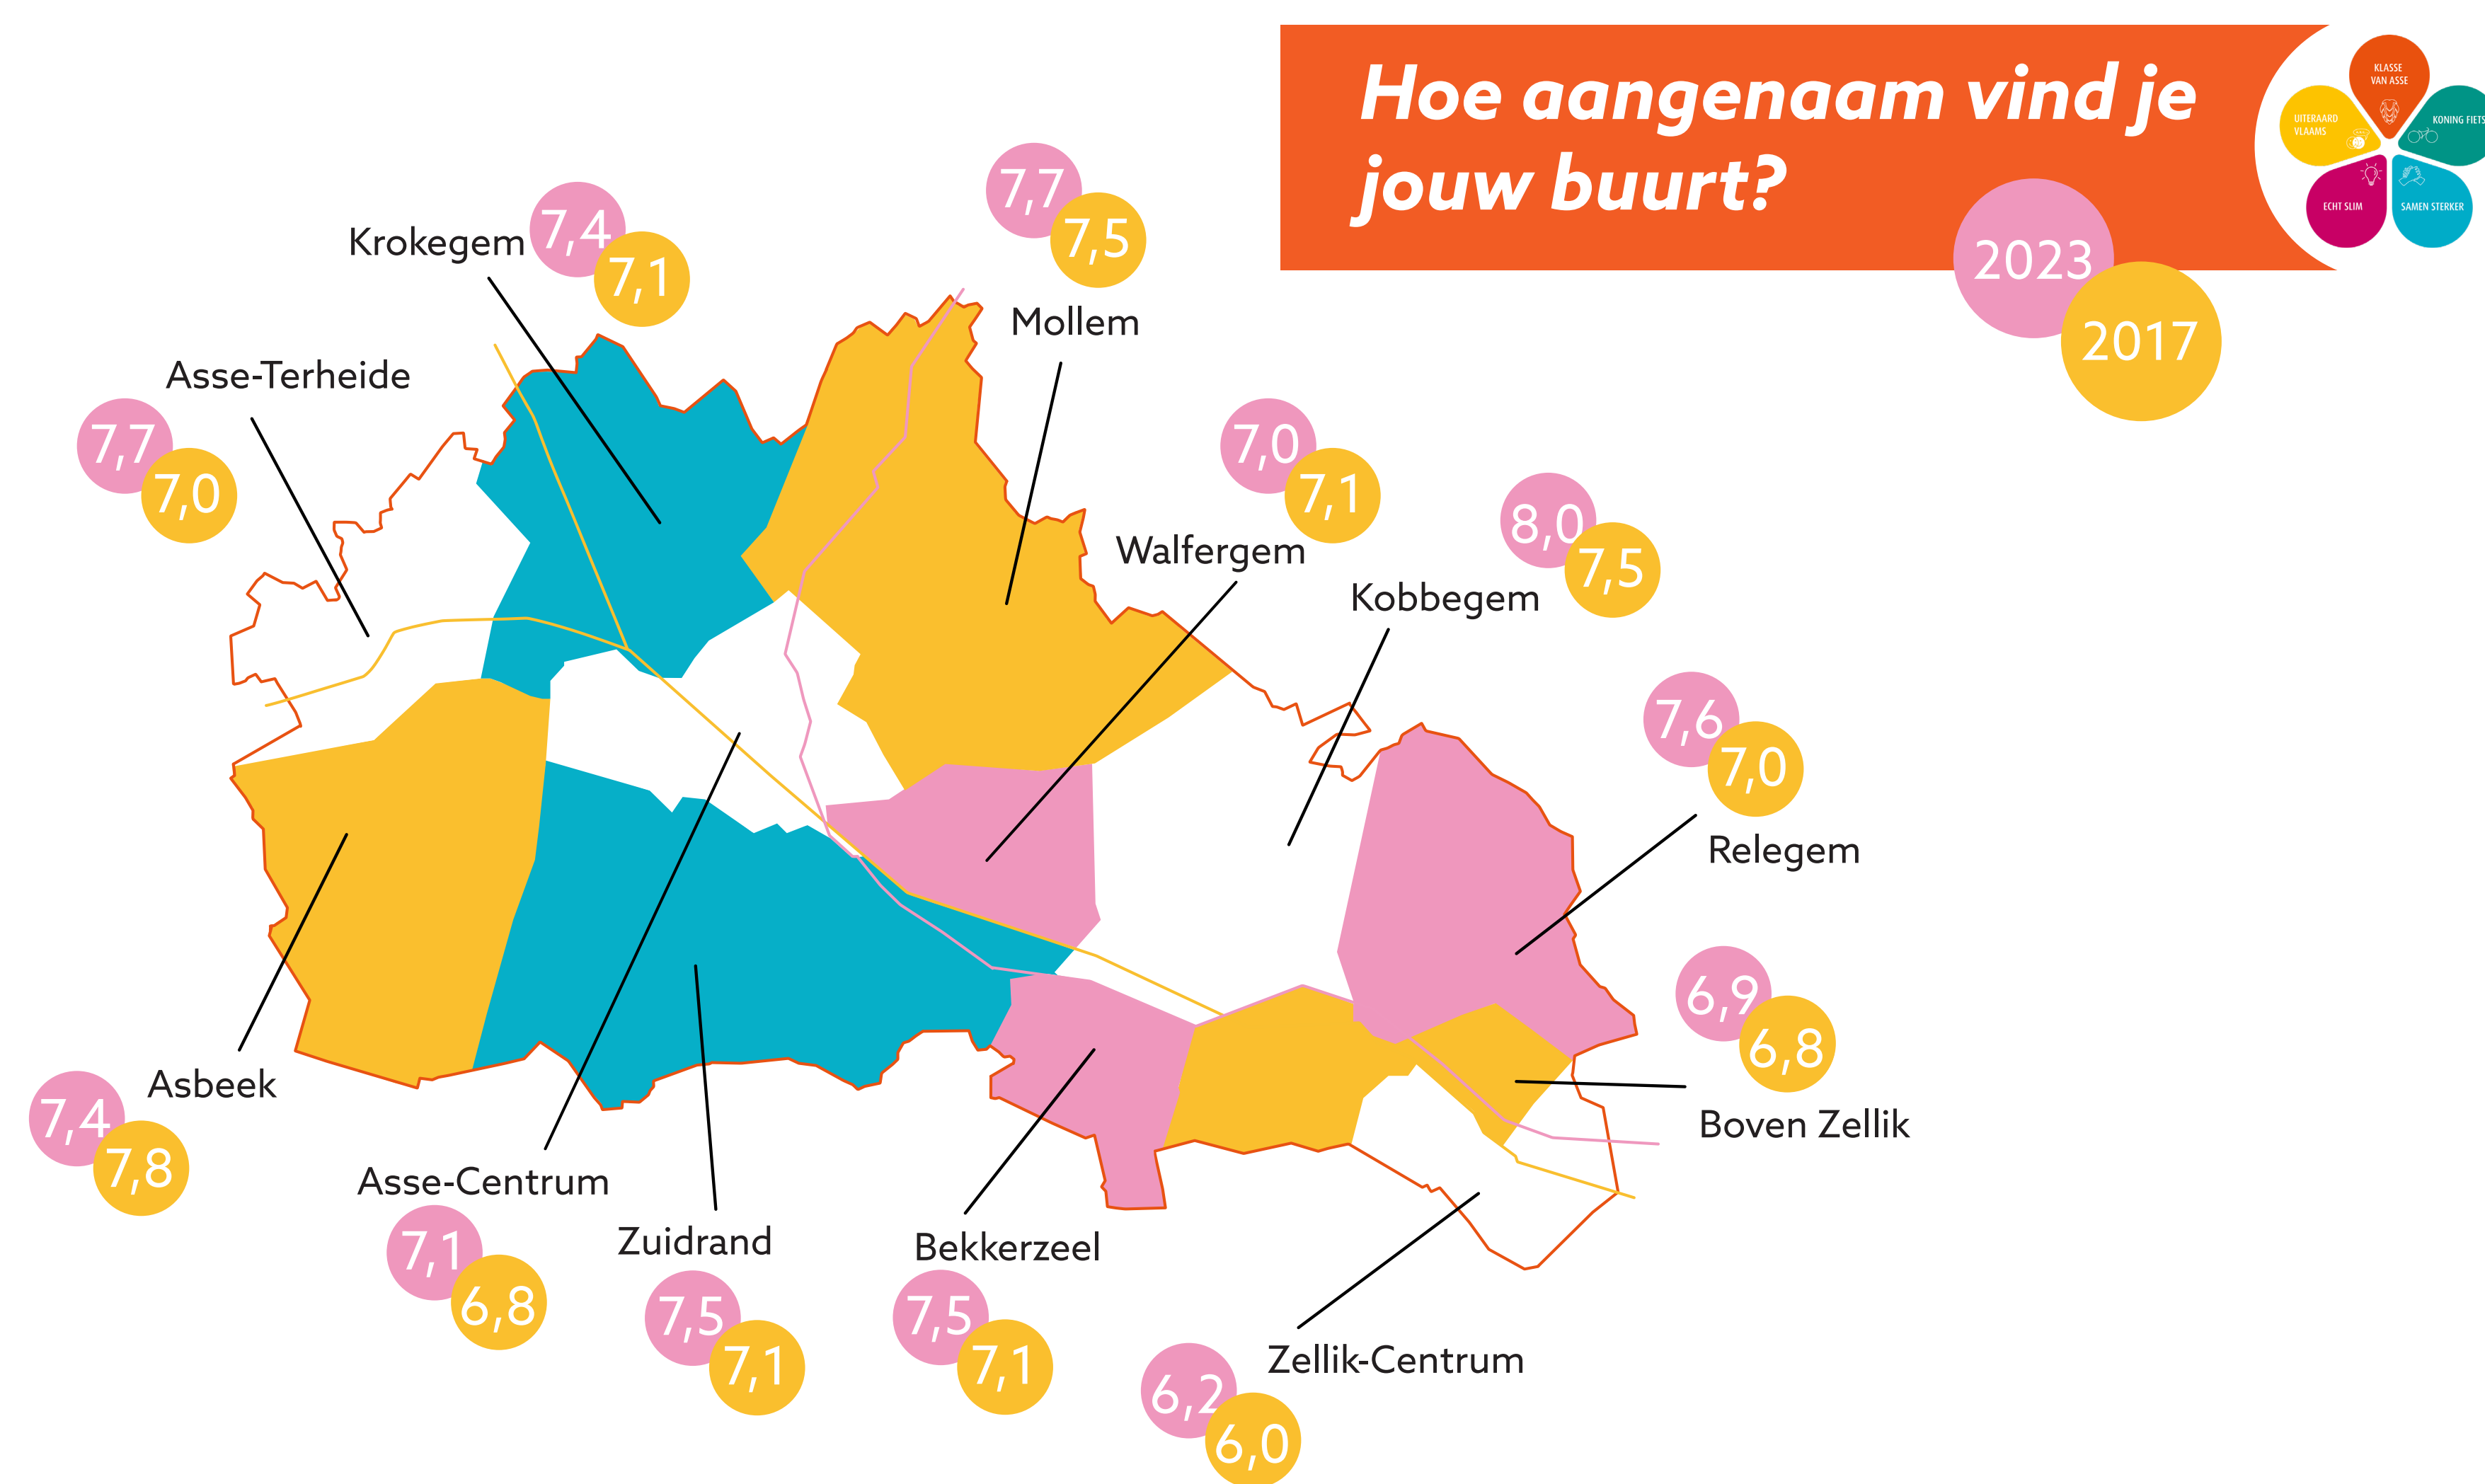 Hoe aangenaam vind je
jouw buurt?
KLASSE
VAN ASSE
UITERAARD
VLAAMS
KONING FIETS
ECHT SLIM
SAMEN STERKER
2023
2017
Krokegem
7,4
7,1
7,7
7,5
Mollem
Asse-Terheide
7,7
7,0
7,0
7,1
Walfergem
8,0
7,5
Kobbegem
7,6
7,0
Relegem
6,9
6,8
Boven Zellik
Asbeek
7,4
7,8
Asse-Centrum
7,1
6,8
Zuidrand
7,5
7,1
Bekkerzeel
7,5
7,1
Zellik-Centrum
6,2
6,0